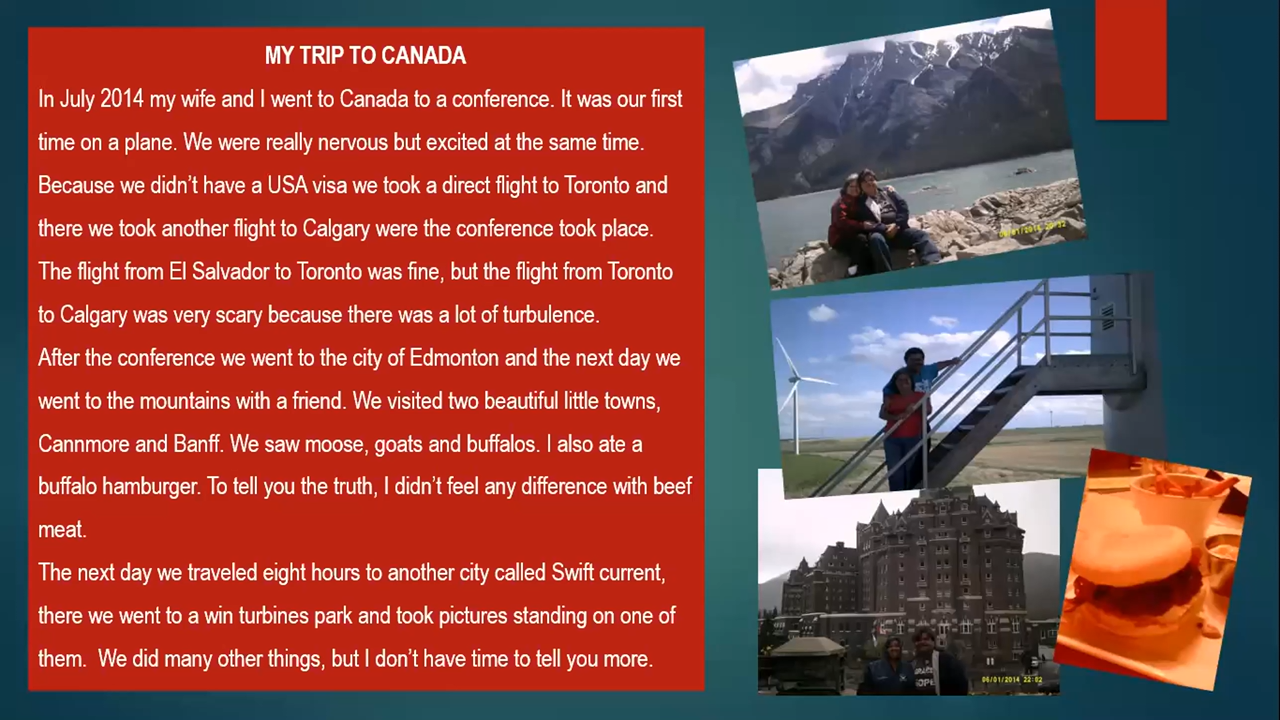 MY TRIP TO CANADA
In July 2014 my wife and I went to Canada to a conference. It was our first
time on a plane. We were really nervous but excited at the same time.
Because we didn't have a USA visa we took a direct flight to Toronto and
there we took another flight to Calgary were the conference took place.
The flight from El Salvador to Toronto was fine, but the flight from Toronto
to Calgary was very scary because there was a lot of turbulence.
After the conference we went to the city of Edmonton and the next day we
went to the mountains with a friend. We visited two beautiful little towns,
Cannmore and Banff. We saw moose, goats and buffalos. I also ate a
buffalo hamburger. To tell you the truth, I didn't feel any difference with beef
meat.
The next day we traveled eight hours to another city called Swift current,
there we went to a win turbines park and took pictures standing on one of
them.  We did many other things, but I don't have time to tell you more.
06/01/2014 22:02